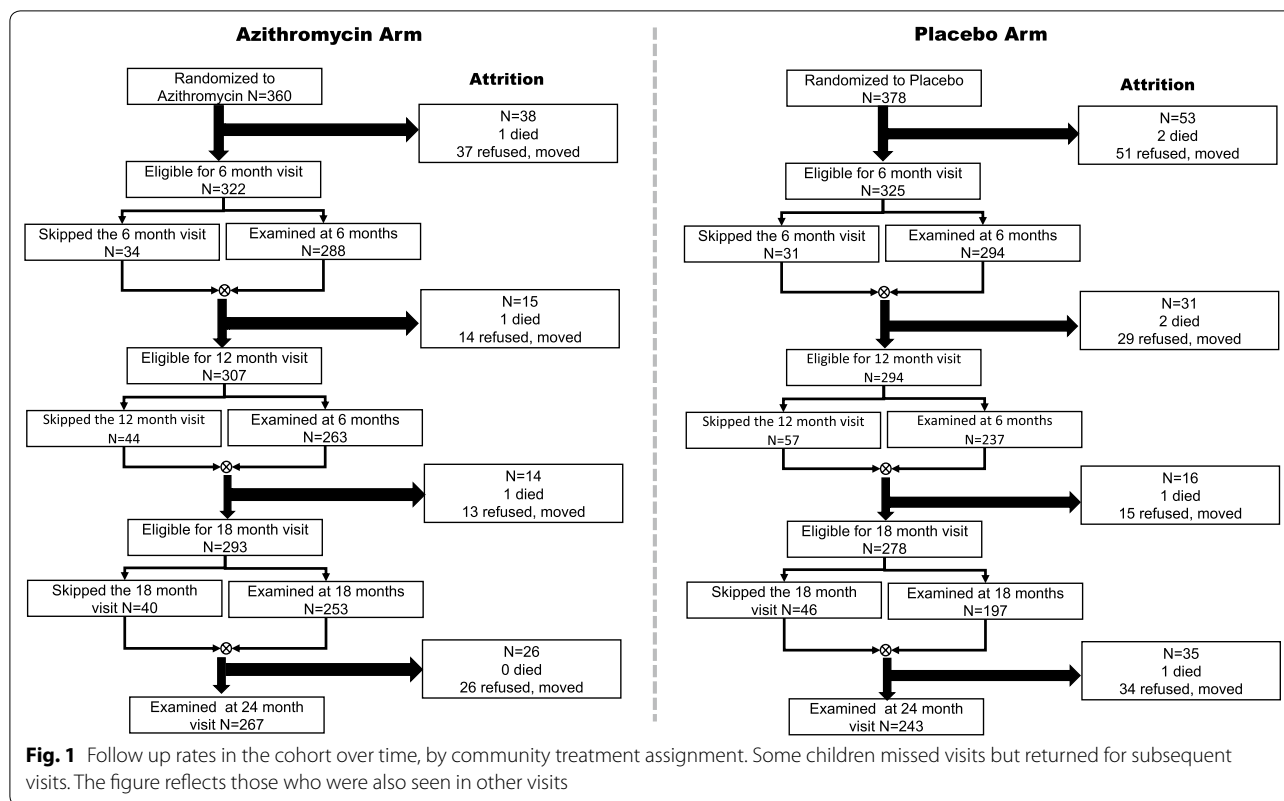 Azithromycin Arm
Randomized to
Azithromycin N=360
Attrition
N=38
1 died
37 refused, moved
Eligible for 6 month visit
N=322
Skipped the 6 month visit
N=34
Examined at 6 months
N=288
N=15
1 died
14 refused, moved
Eligible for 12 month visit
N=307
Skipped the 12 month visit
N=44
Examined at 6 months
N=263
N=14
1 died
13 refused, moved
Eligible for 18 month visit
N=293
Skipped the 18 month
visit N=40
Examined at 18 months
N=253
N=26
0 died
26 refused, moved
Examined at 24 month
visit N=267
Placebo Arm
Randomized to Placebo
N=378
Attrition
N=53
2 died
51 refused, moved
Eligible for 6 month visit
N=325
Skipped the 6 month visit
N=31
Examined at 6 months
N=294
N=31
2 died
29 refused, moved
Eligible for 12 month visit
N=294
Skipped the 12 month visit
N=57
Examined at 6 months
N=237
N=16
1 died
15 refused, moved
Eligible for 18 month visit
N=278
Skipped the 18 month
visit N=46
Examined at 18 months
N=197
N=35
1 died
34 refused, moved
Examined at 24 month
visit N=243
Fig. 1 Follow up rates in the cohort over time, by community treatment assignment. Some children missed visits but returned for subsequent
visits. The figure reflects those who were also seen in other visits